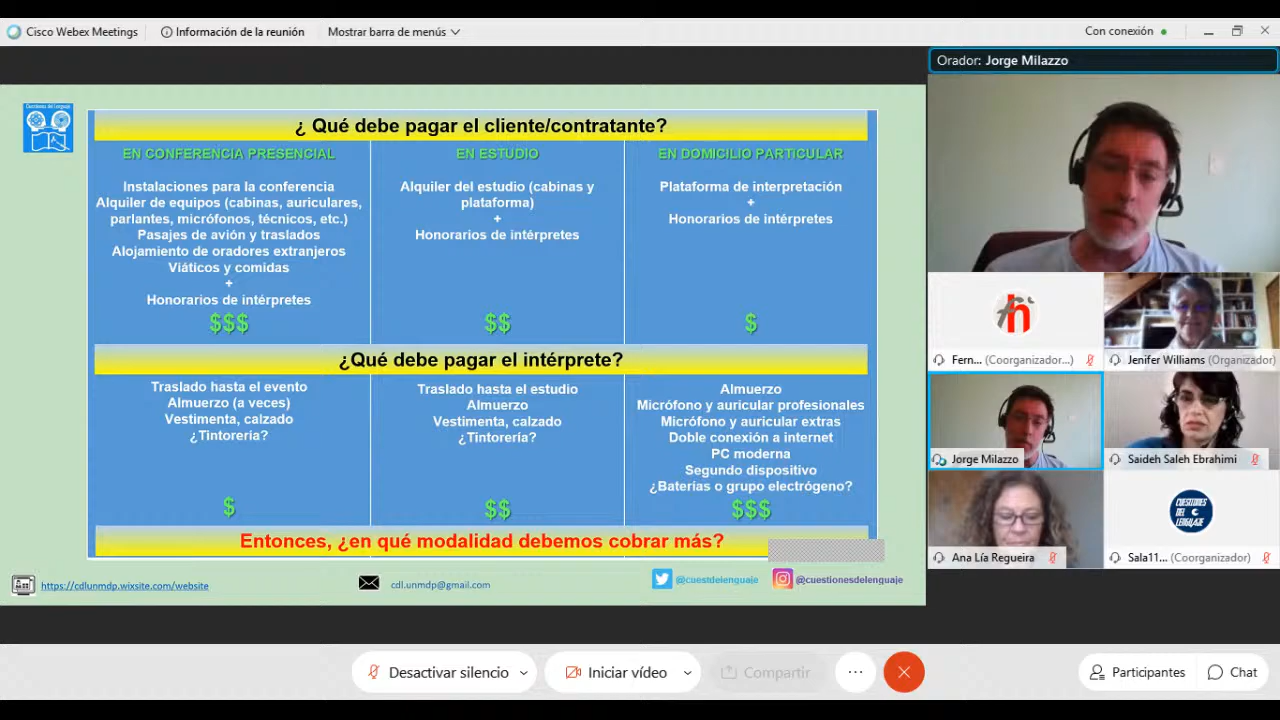 Cisco Webex Meetings
Información de la reunión
Mostrar barra de menús
Con conexión
Orador: Jorge Milazzo
Cuestiones del Lenguaje
¿ Qué debe pagar el cliente/contratante?
EN CONFERENCIA PRESENCIAL
Instalaciones para la conferencia
Alquiler de equipos (cabinas, auriculares,
parlantes, micrófonos, técnicos, etc.)
Pasajes de avión y traslados
Alojamiento de oradores extranjeros
Viáticos y comidas
+
Honorarios de intérpretes
$$$
EN ESTUDIO
Alquiler del estudio (cabinas y
plataforma)
+
Honorarios de intérpretes
$$
EN DOMICILIO PARTICULAR
Plataforma de interpretación
+
Honorarios de intérpretes
$
¿Qué debe pagar el intérprete?
Traslado hasta el evento
Almuerzo (a veces)
Vestimenta, calzado
¿Tintorería?
$
Traslado hasta el estudio
Almuerzo
Vestimenta, calzado
¿Tintorería?
$$
Almuerzo
Micrófono y auricular profesionales
Micrófono y auricular extras
Doble conexión a internet
PC moderna
Segundo dispositivo
¿Baterías o grupo electrógeno?
$$$
Entonces, ¿en qué modalidad debemos cobrar más?
https://cdlunmdp.wixsite.com/website
cdl.unmdp@gmail.com
@cuestdelenguaje
@cuestionesdelenguaje
fh
Fern... (Coorganizador...)
Jenifer Williams (Organizador)
Jorge Milazzo
Saideh Saleh Ebrahimi
Ana Lía Regueira
CUESTIONES
DEL
LENGUAJE
Sala11... (Coorganizador)
Desactivar silencio
Iniciar vídeo
Compartir
...
Participantes
Chat